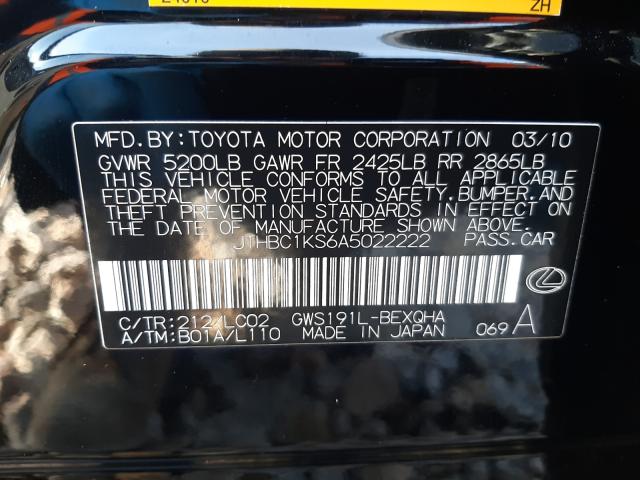 ZH
MFD.BY:TOYOTA MOTOR CORPORATION 03/10
GVWR 5200LB GAWR FR 2425LB RR 2865LB
THIS VEHICLE CONFORMS TO ALL APPLICABLE
FEDERAL MOTOR VEHICLE SAFETY.BUMPER.AND
THEFT PREVENTION STANDARDS IN EFFECT ON
THE DATE OF MANUFACTURE SHOWN ABOVE.
JTHBC1KS6A5022222 PASS.CAR
C/TR:212/LC02 GWS191L-BEXQHA
A/TM:B01A/L110 MADE IN JAPAN 069 A